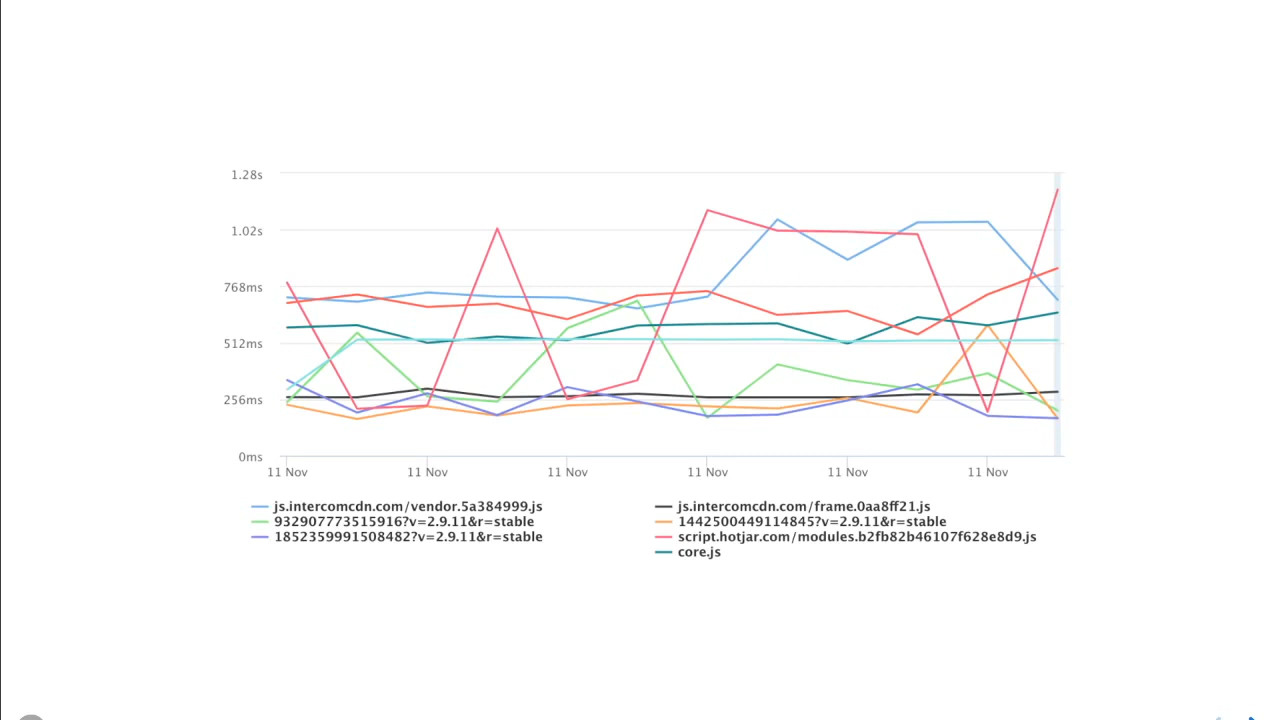 1.28s
1.02s
768ms
512ms
256ms
0ms
11 Nov 11 Nov 11 Nov 11 Nov 11 Nov 11 Nov
js.intercomcdn.com/vendor.5a384999.js
js.intercomcdn.com/frame.0aa8ff21.js
932907773515916?v=2.9.11&r=stable
1442500449114845?v=2.9.11&r=stable
1852359991508482?v=2.9.11&r=stable
script.hotjar.com/modules.b2fb82b46107f628e8d9.js
core.js